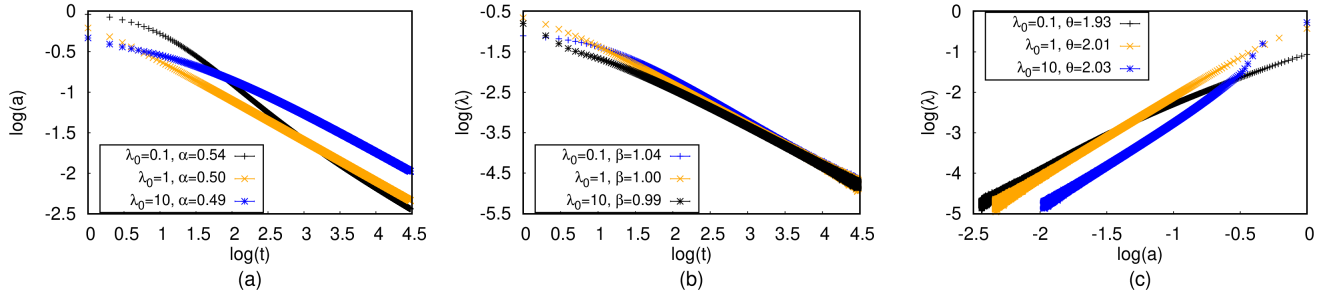 0
-0.5
-1
-1.5
-2
-2.5
0 0.5 1 1.5 2 2.5 3 3.5 4 4.5
log(a)
log(t)
λ0=0.1, α=0.54
λ0=1, α=0.50
λ0=10, α=0.49
(a)
-0.5
-1.5
-2.5
-3.5
-4.5
-5.5
0 0.5 1 1.5 2 2.5 3 3.5 4 4.5
log(λ)
log(t)
λ0=0.1, β=1.04
λ0=1, β=1.00
λ0=10, β=0.99
(b)
0
-1
-2
-3
-4
-5
-2.5 -2 -1.5 -1 -0.5 0
log(λ)
log(a)
λ0=0.1, θ=1.93
λ0=1, θ=2.01
λ0=10, θ=2.03
(c)